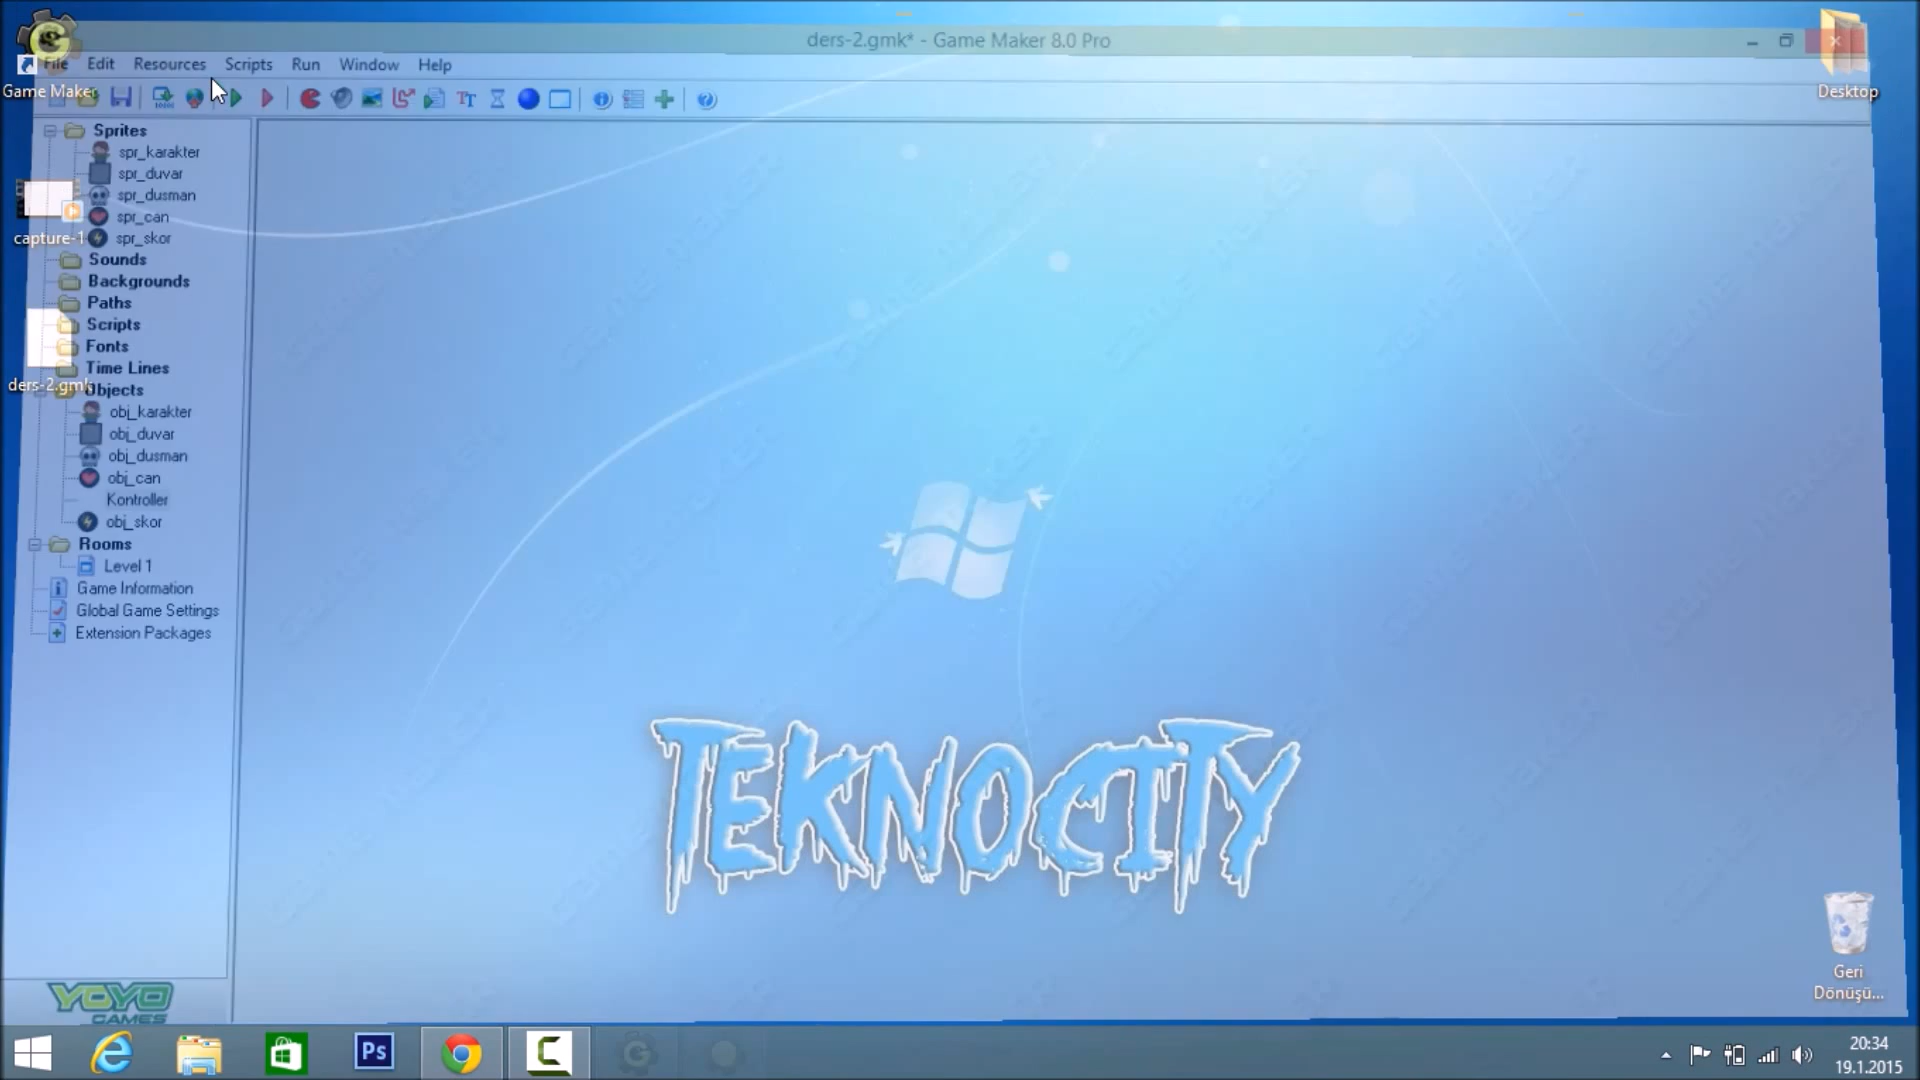 ders-2.gmk* - Game Maker 8.0 Pro
File Edit Resources Scripts Run Window Help
Game Maker
Desktop
Sprites
spr_karakter
spr_duvar
spr_dusman
spr_can
capture-1
spr_skor
Sounds
Backgrounds
Paths
Scripts
Fonts
Time Lines
ders-2.gmk
Objects
obj_karakter
obj_duvar
obj_dusman
obj_can
Kontroller
obj_skor
Rooms
Level 1
Game Information
Global Game Settings
Extension Packages
TEKNOCITY
Geri
Dönüşü...
YOYO
GAMES
Ps
20:34
19.1.2015